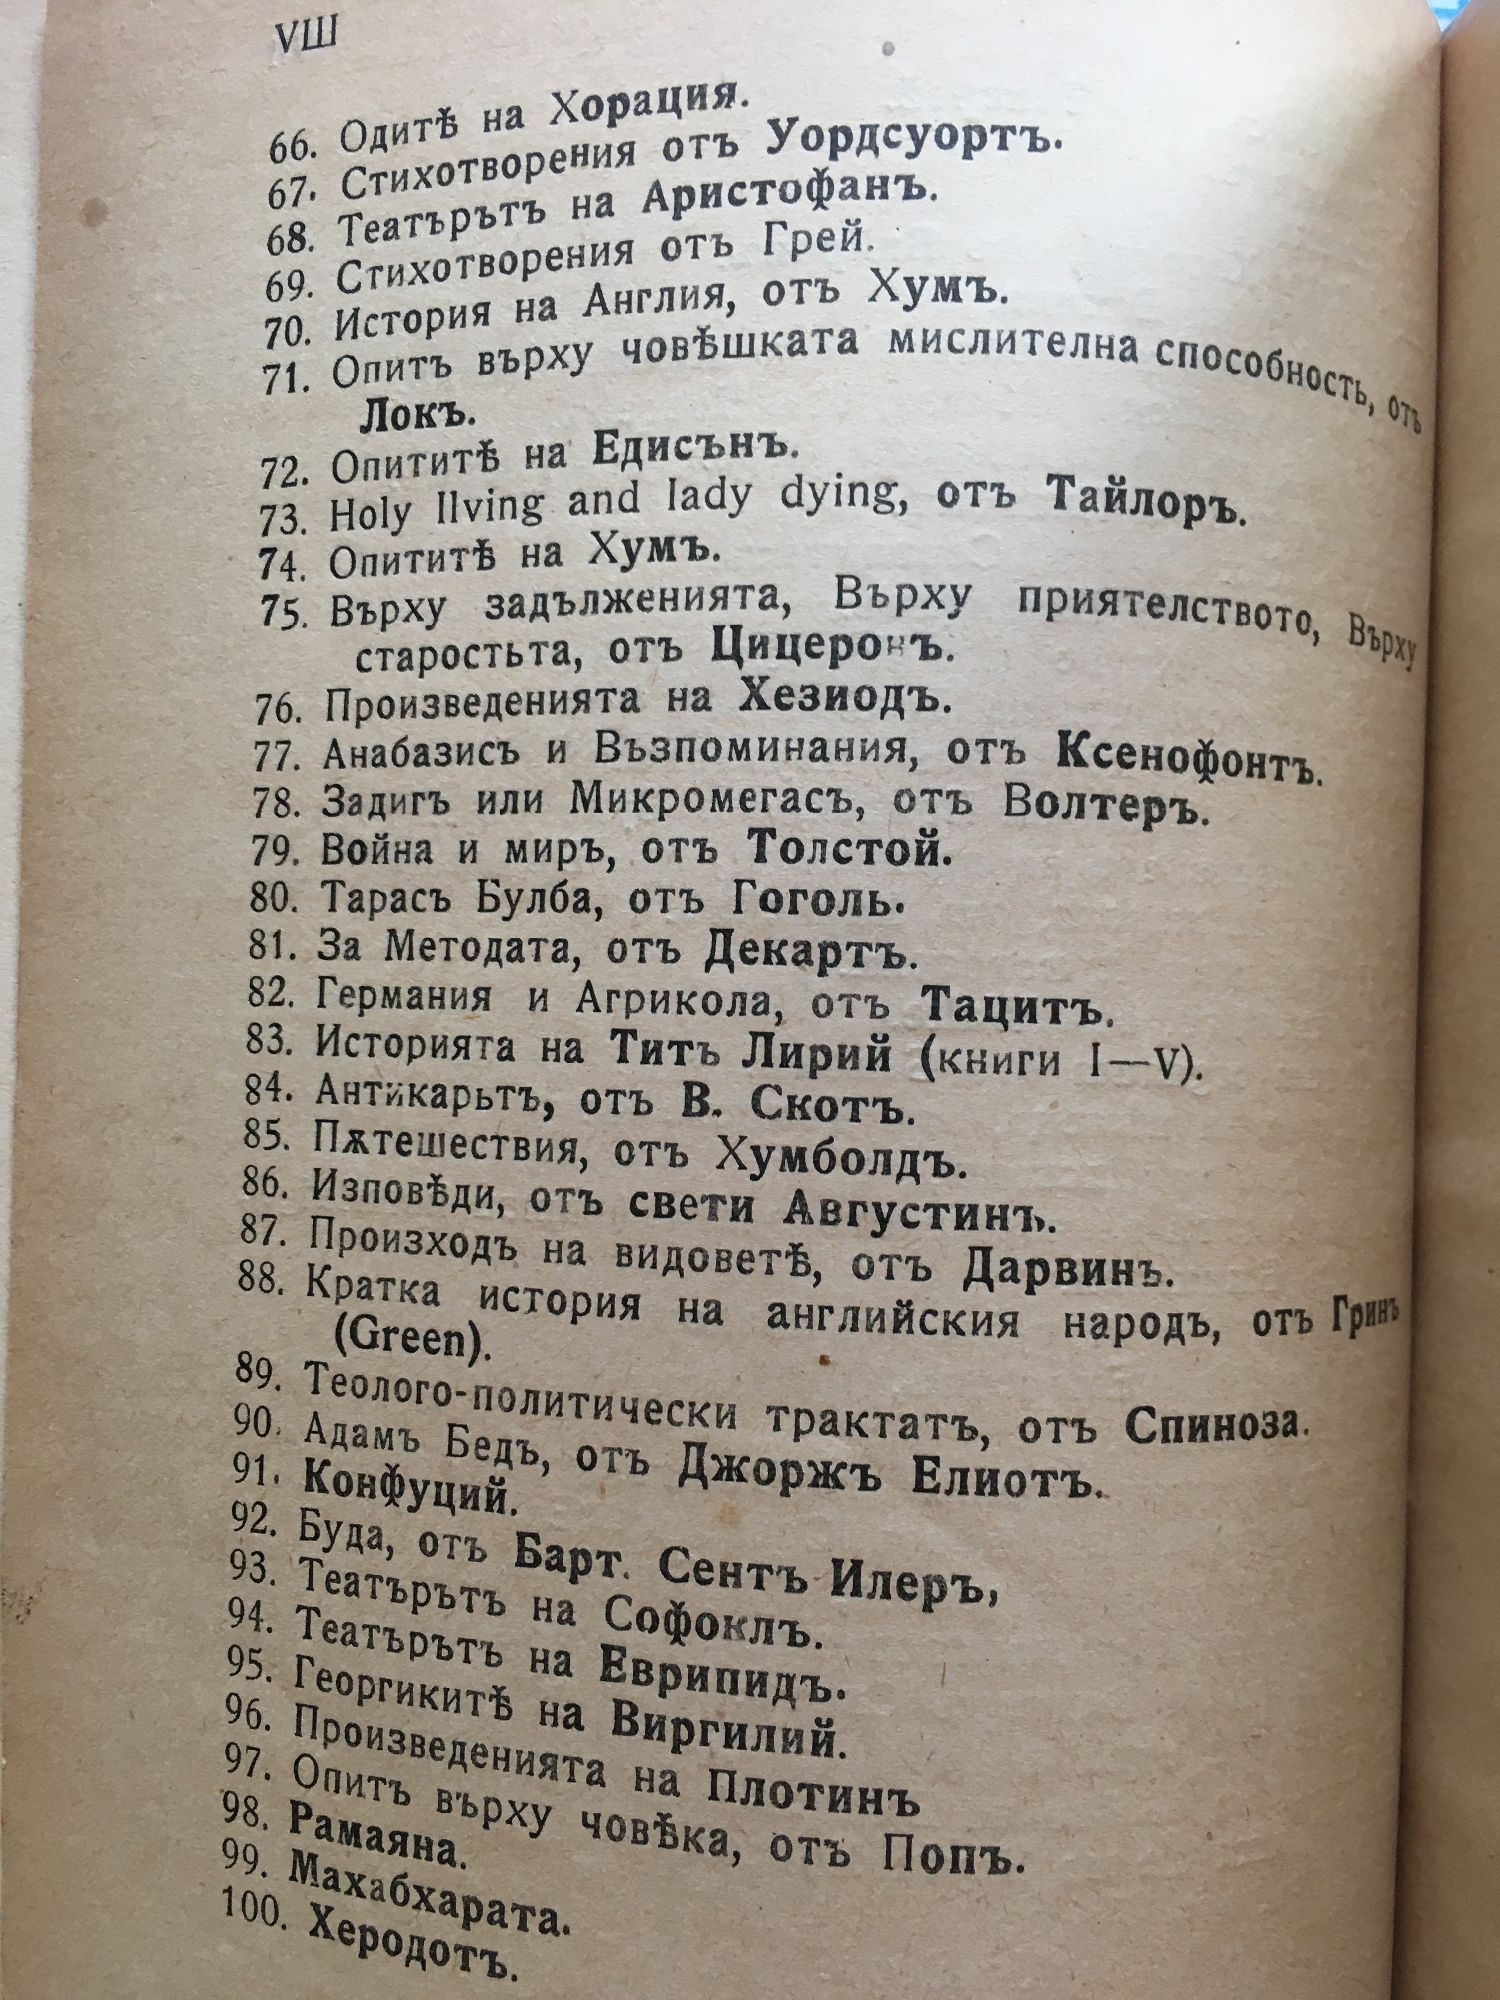 VШ
66. Одитѣ на Хорация.
67. Стихотворения отъ Уордсуортъ.
68. Театърътъ на Аристофанъ.
69. Стихотворения отъ Грей.
70. История на Англия, отъ Хумъ.
71. Опитъ върху човѣшката мислителна способность, отъ
Локъ.
72. Опититѣ на Едисънъ.
73. Holy lIving and lady dying, отъ Тайлоръ.
74. Опититѣ на Хумъ.
75. Върху задълженията, Върху приятелството, Върху
старостьта, отъ Цицеронъ.
76. Произведенията на Хезиодъ.
77. Анабазисъ и Възпоминания, отъ Ксенофонтъ.
78. Задигъ или Микромегасъ, отъ Волтеръ.
79. Война и миръ, отъ Толстой.
80. Тарасъ Булба, отъ Гоголь.
81. За Методата, отъ Декартъ.
82. Германия и Агрикола, отъ Тацитъ.
83. Историята на Титъ Лирий (книги I—V).
84. Антикарьтъ, отъ В. Скотъ.
85. Пѫтешествия, отъ Хумболдъ.
86. Изповѣди, отъ свети Августинъ.
87. Произходъ на видоветѣ, отъ Дарвинъ.
88. Кратка история на английския народъ, отъ Гринъ
(Green).
89. Теолого-политически трактатъ, отъ Спиноза.
90. Адамъ Бедъ, отъ Джоржъ Елиотъ.
91. Конфуций.
92. Буда, отъ Барт. Сентъ Илеръ,
93. Театърътъ на Софоклъ.
94. Театърътъ на Еврипидъ.
95. Георгикитѣ на Виргилий.
96. Произведенията на Плотинъ
97. Опитъ върху човѣка, отъ Попъ.
98. Рамаяна.
99. Махабхарата.
100. Херодотъ.